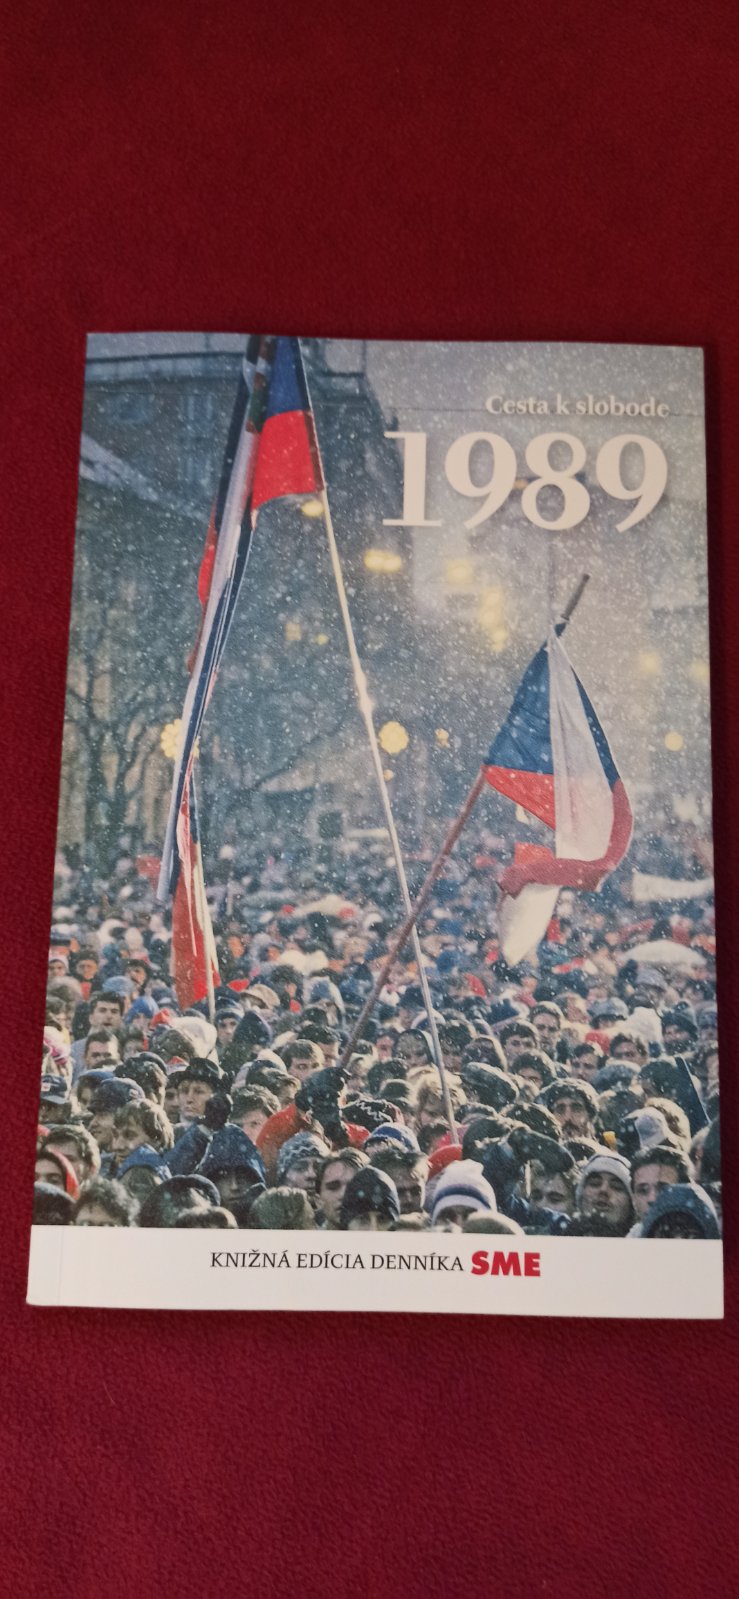 Cesta k slobode
1989
KNIŽNÁ EDÍCIA DENNÍKA SME